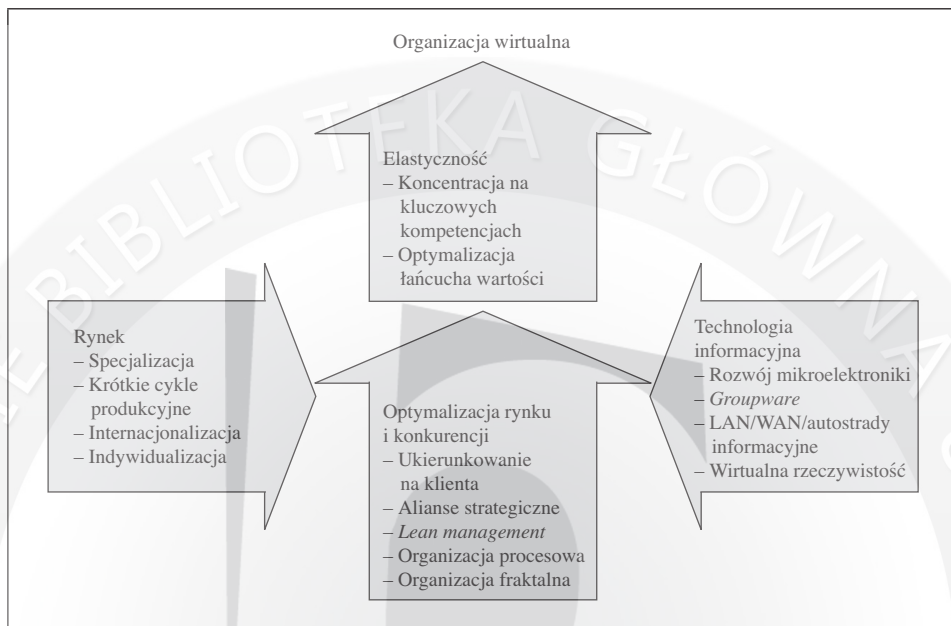 Organizacja wirtualna
Elastyczność
– Koncentracja na
kluczowych
kompetencjach
– Optymalizacja
łańcucha wartości
Rynek
– Specjalizacja
– Krótkie cykle
produkcyjne
– Internacjonalizacja
– Indywidualizacja
Optymalizacja rynku
i konkurencji
– Ukierunkowanie
na klienta
– Alianse strategiczne
– Lean management
– Organizacja procesowa
– Organizacja fraktalna
Technologia
informacyjna
– Rozwój mikroelektroniki
– Groupware
– LAN/WAN/autostrady
informacyjne
– Wirtualna rzeczywistość
BIBLIOTEKA GŁÓWNA